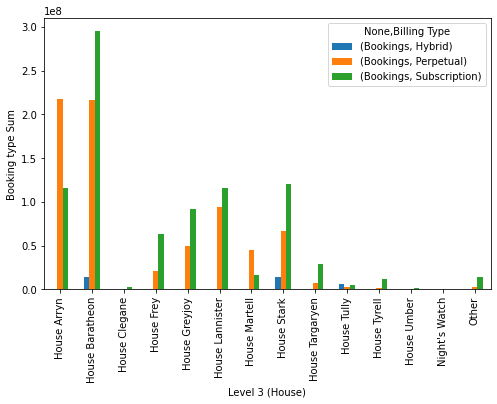 1e8
None,Billing Type
(Bookings, Hybrid)
(Bookings, Perpetual)
(Bookings, Subscription)
3.0
2.5
2.0
1.5
1.0
0.5
0.0
Booking type Sum
House Arryn
House Baratheon
House Clegane
House Frey
House Greyjoy
House Lannister
House Martell
House Stark
House Targaryen
House Tully
House Tyrell
House Umber
Night's Watch
Other
Level 3 (House)